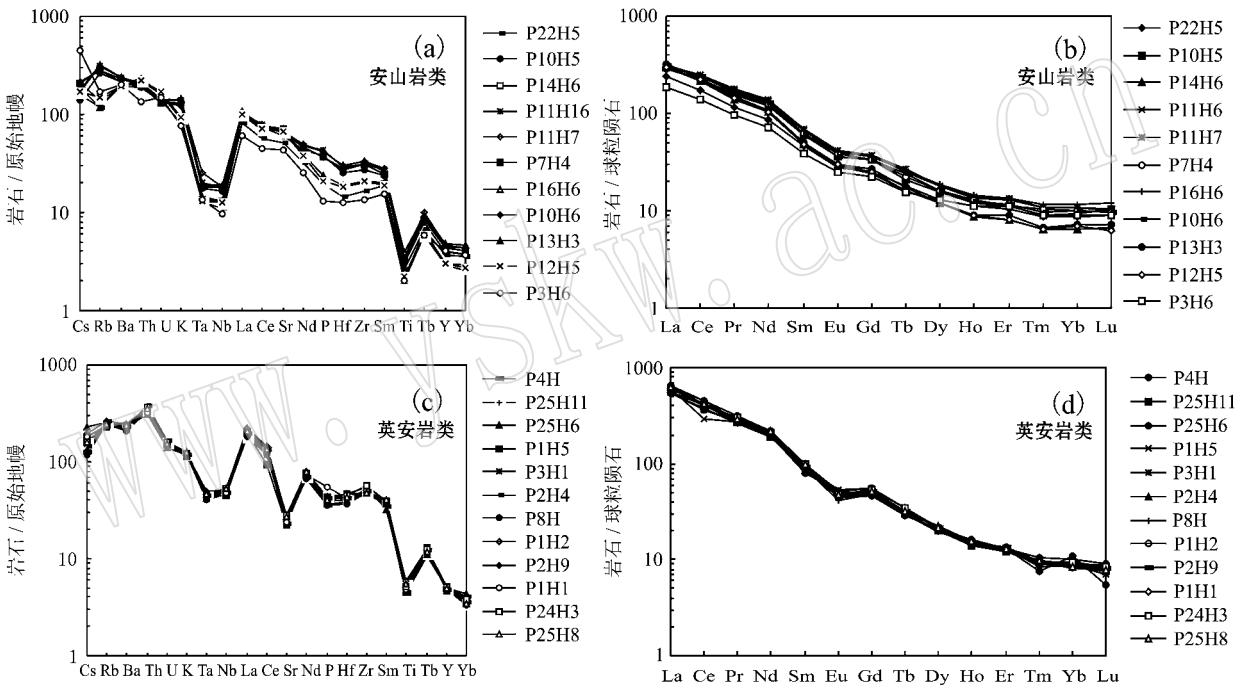 1000
100
10
1
岩石 / 原始地幔
(a)
安山岩类
Cs Rb Ba Th U K Ta Nb La Ce Sr Nd P Hf Zr Sm Ti Tb Y Yb
P22H5
P10H5
P14H6
P11H16
P11H7
P7H4
P16H6
P10H6
P13H3
P12H5
P3H6
1000
100
10
1
岩石 / 球粒陨石
(b)
安山岩类
La Ce Pr Nd Sm Eu Gd Tb Dy Ho Er Tm Yb Lu
P22H5
P10H5
P14H6
P11H6
P11H7
P7H4
P16H6
P10H6
P13H3
P12H5
P3H6
1000
100
10
1
岩石 / 原始地幔
(c)
英安岩类
Cs Rb Ba Th U K Ta Nb La Ce Sr Nd P Hf Zr Sm Ti Tb Y Yb
P4H
P25H11
P25H6
P1H5
P3H1
P2H4
P8H
P1H2
P2H9
P1H1
P24H3
P25H8
1000
100
10
1
岩石 / 球粒陨石
(d)
英安岩类
La Ce Pr Nd Sm Eu Gd Tb Dy Ho Er Tm Yb Lu
P4H
P25H11
P25H6
P1H5
P3H1
P2H4
P8H
P1H2
P2H9
P1H1
P24H3
P25H8
www.yskw.ac.cn